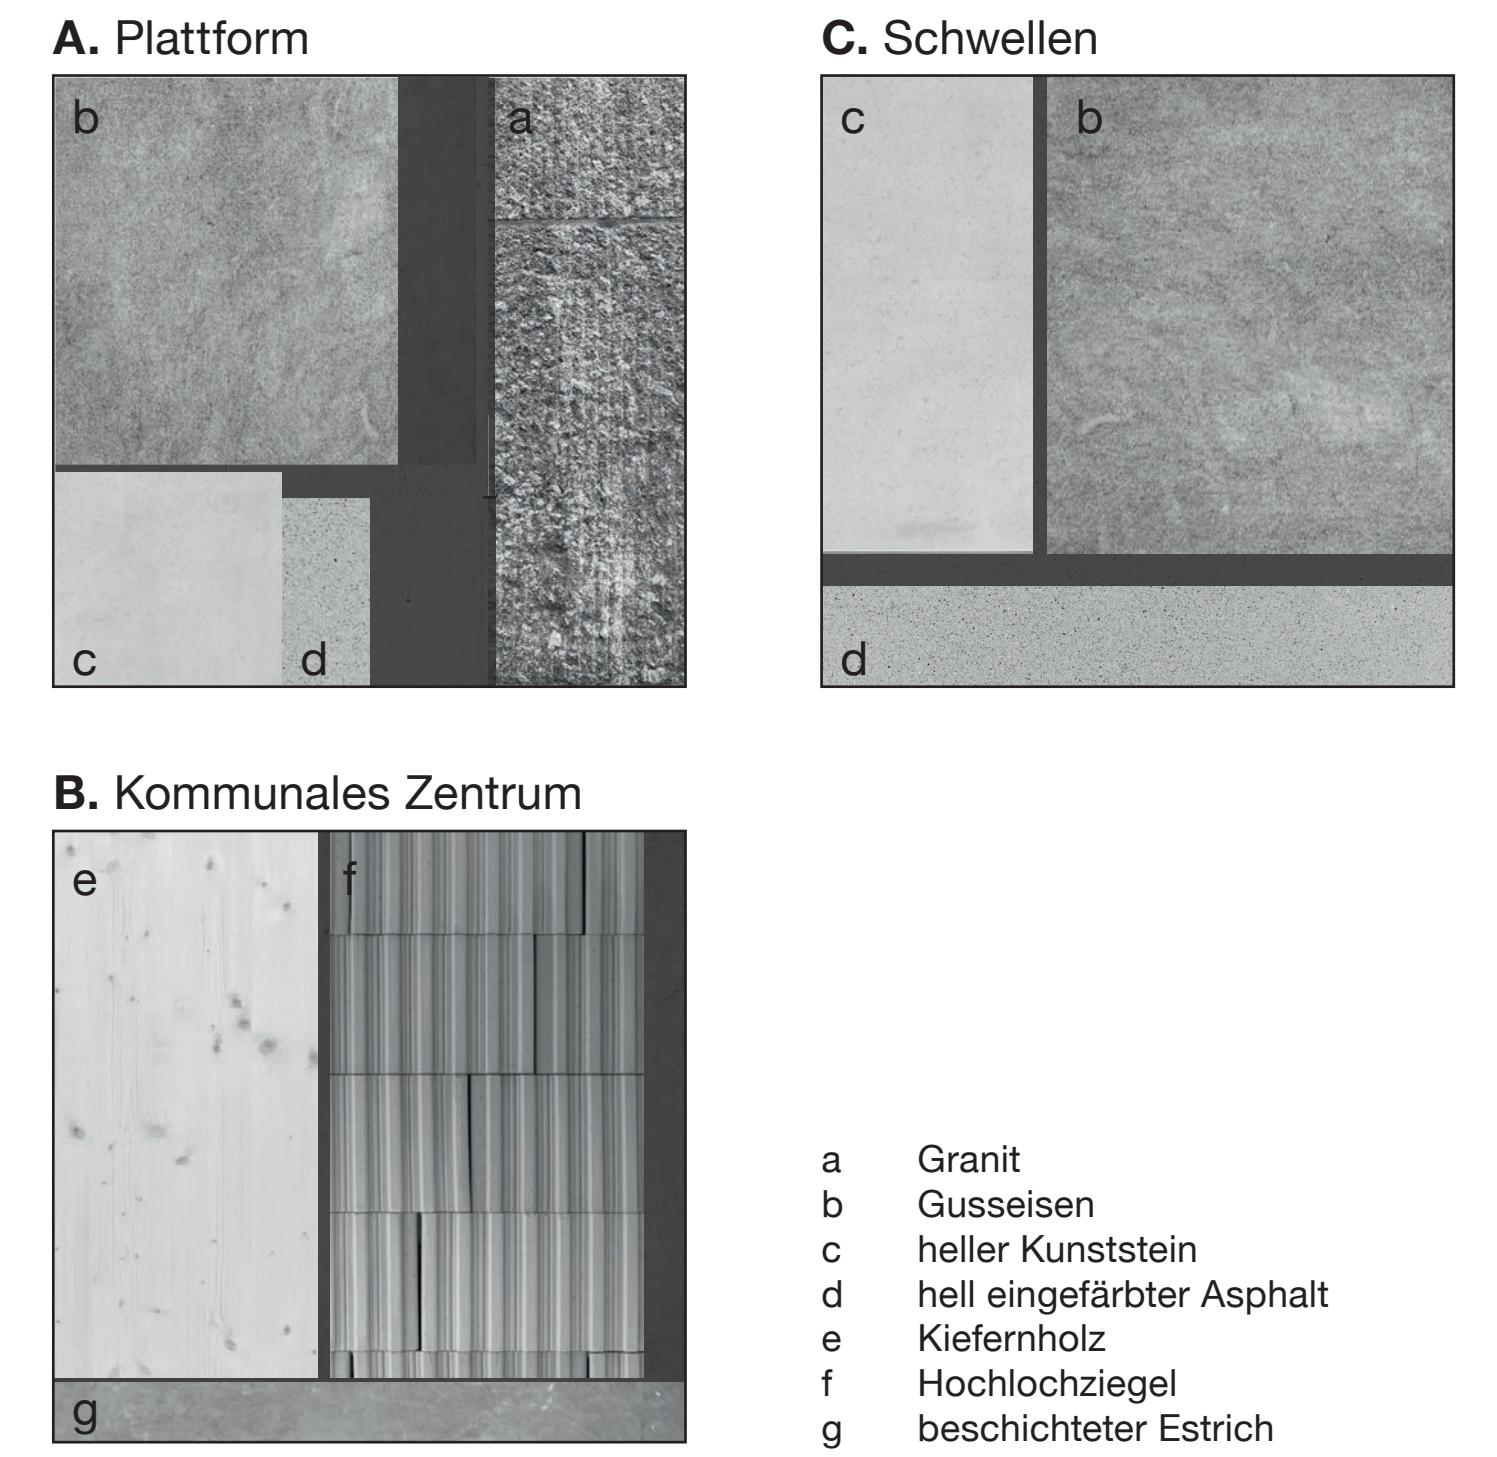 A. Plattform
b
a
c
d
C. Schwellen
c
b
d
B. Kommunales Zentrum
e
f
g
a Granit
b Gusseisen
c heller Kunststein
d hell eingefärbter Asphalt
e Kiefernholz
f Hochlochziegel
g beschichteter Estrich